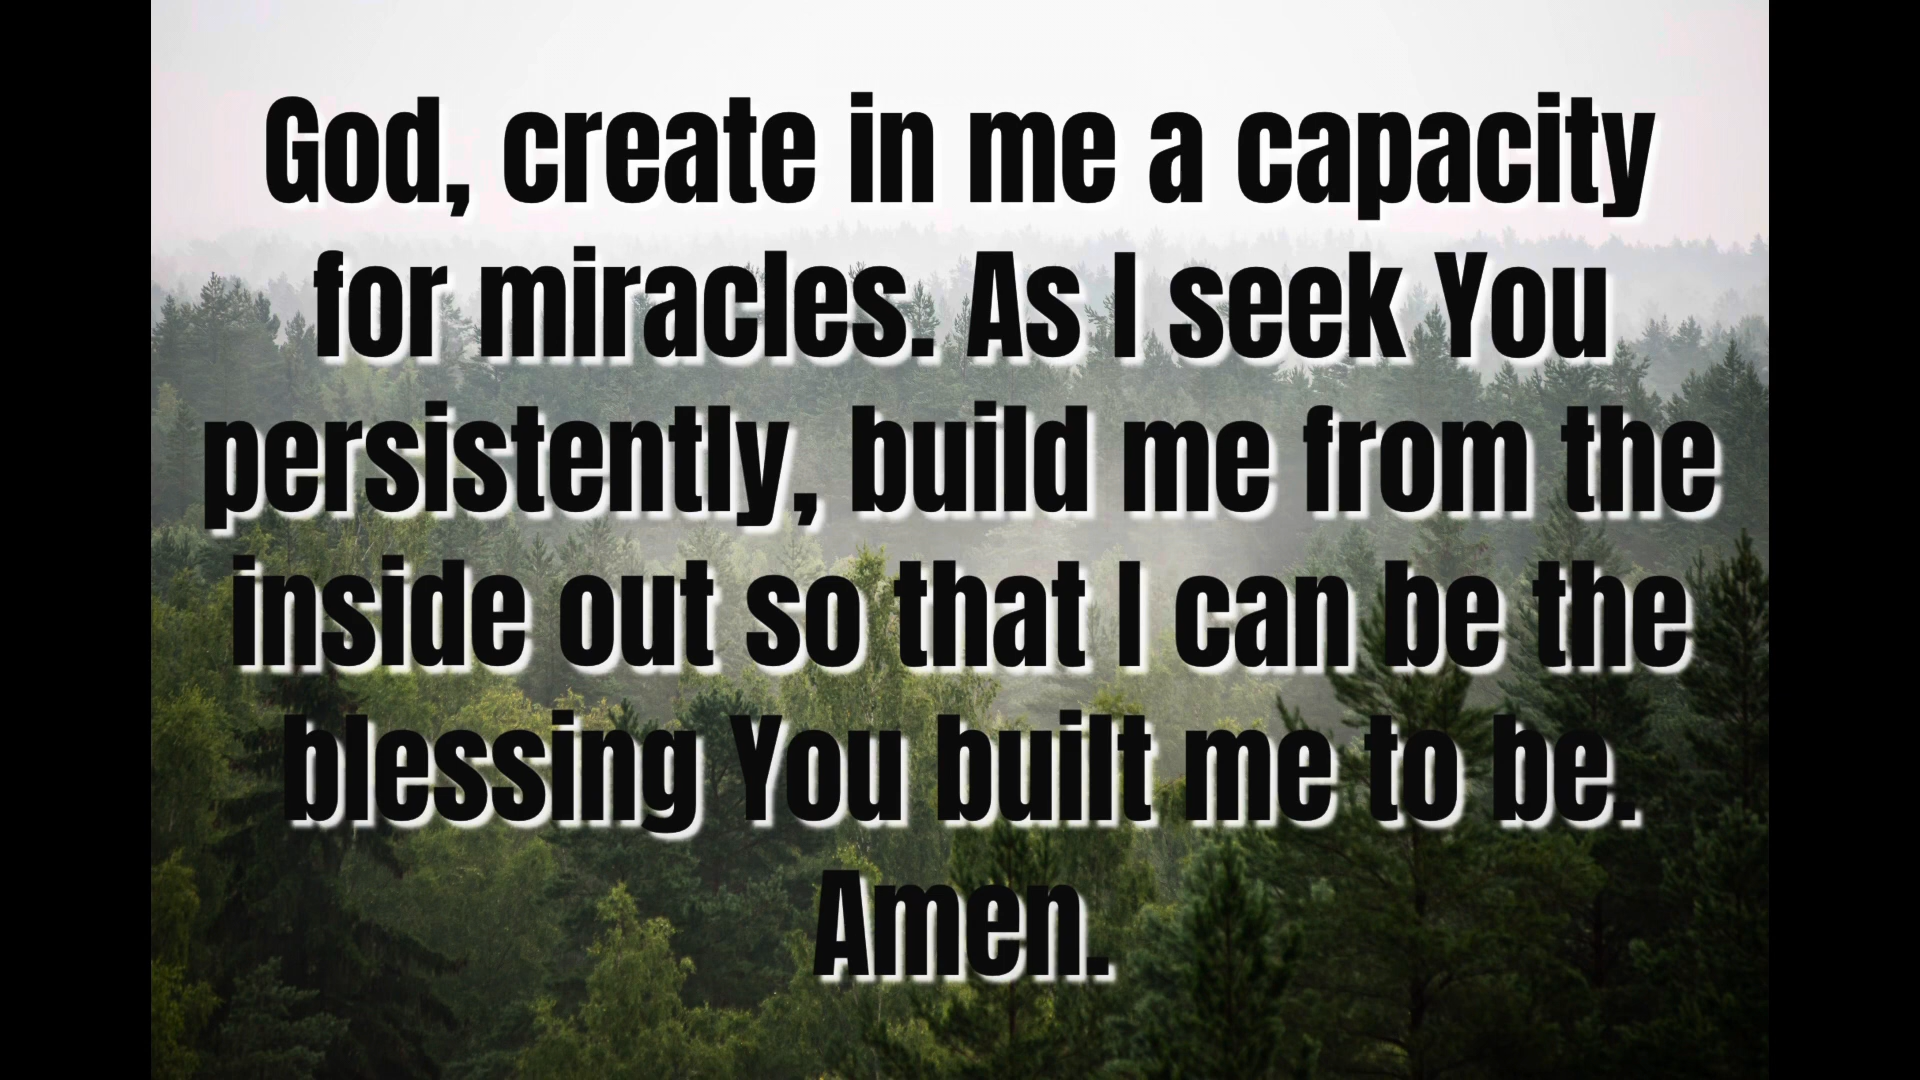 God, create in me a capacity
for miracles. As I seek You
persistently, build me from the
inside out so that I can be the
blessing You built me to be.
Amen.